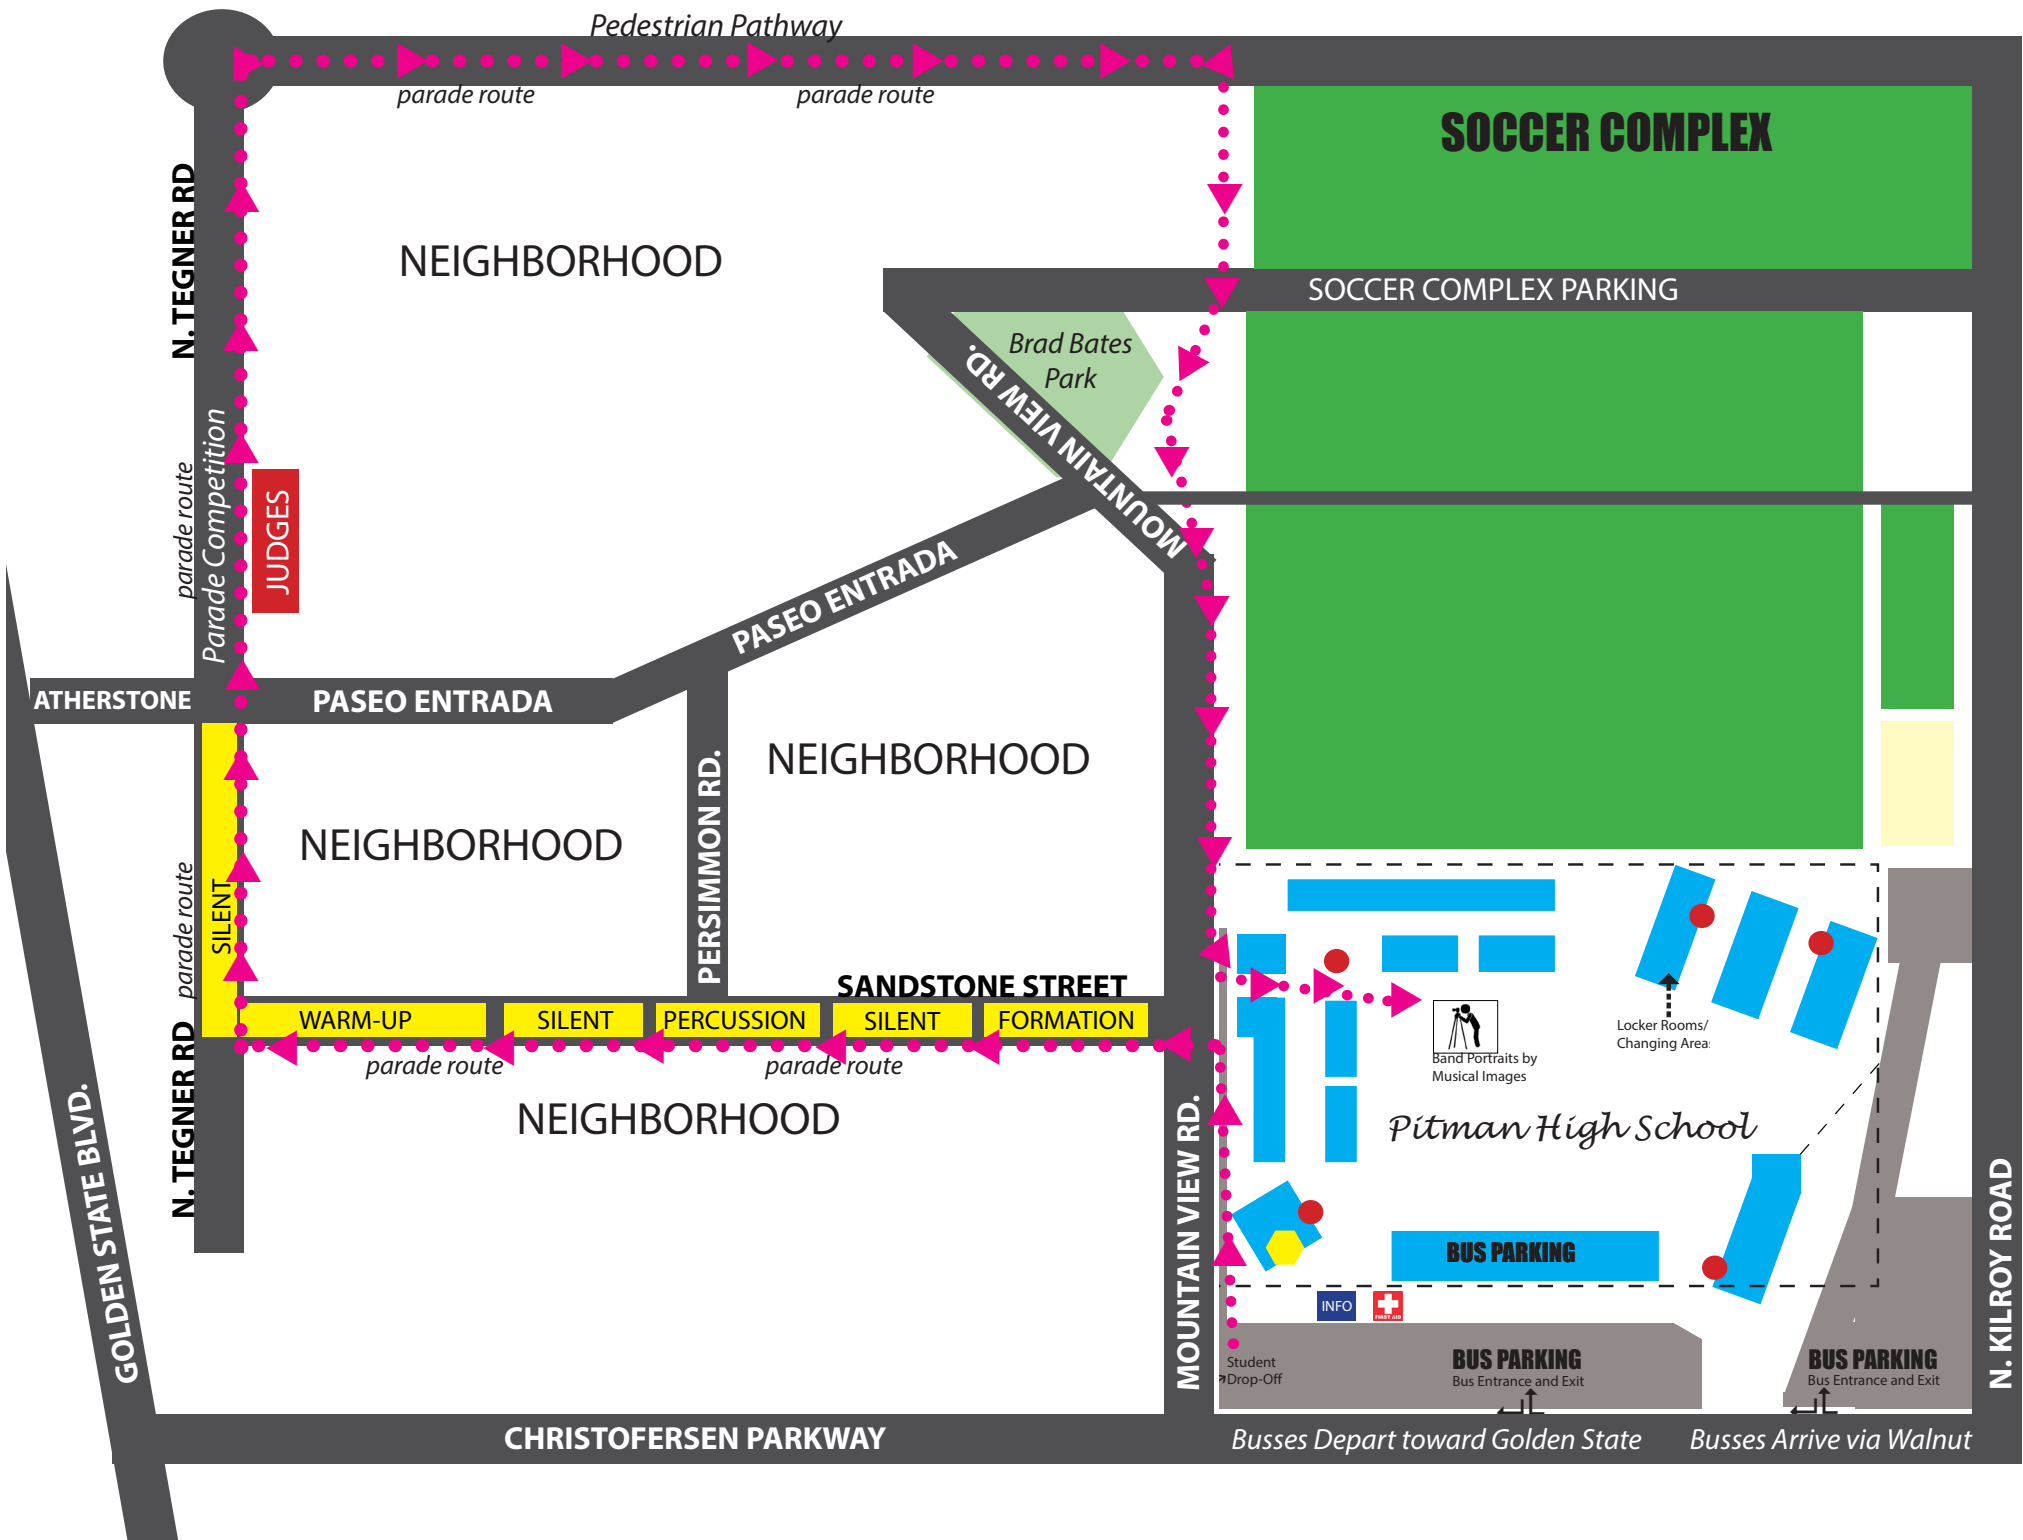 Pedestrian Pathway
parade route
parade route
SOCCER COMPLEX
N. TEGNER RD
NEIGHBORHOOD
SOCCER COMPLEX PARKING
Brad Bates
Park
MOUNTAIN VIEW RD.
parade route
Parade Competition
JUDGES
PASEO ENTRADA
ATHERSTONE
PASEO ENTRADA
NEIGHBORHOOD
NEIGHBORHOOD
PERSIMMON RD.
parade route
SILENT
SANDSTONE STREET
WARM-UP
SILENT
PERCUSSION
SILENT
FORMATION
parade route
parade route
N. TEGNER RD
NEIGHBORHOOD
GOLDEN STATE BLVD.
MOUNTAIN VIEW RD.
Locker Rooms/
Changing Area
Band Portraits by
Musical Images
Pitman High School
BUS PARKING
INFO
FIRST AID
N. KILROY ROAD
Student
Drop-Off
BUS PARKING
Bus Entrance and Exit
BUS PARKING
Bus Entrance and Exit
CHRISTOFERSEN PARKWAY
Busses Depart toward Golden State
Busses Arrive via Walnut